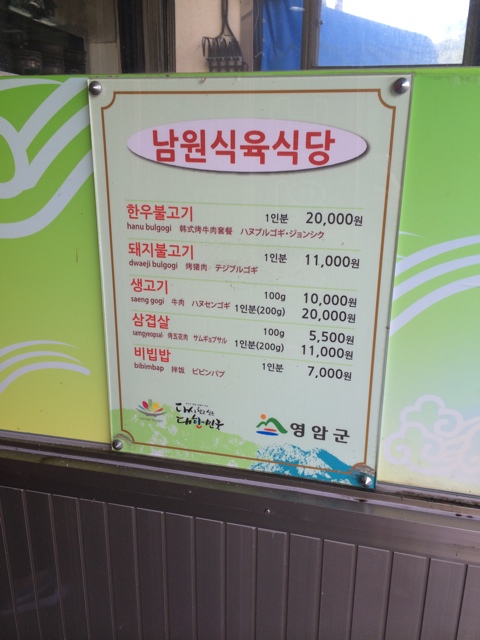 남원식육식당
한우불고기 1인분 20,000원
hanu bulgogi 韩式烤牛肉套餐 ハヌプルゴギ・ジョンシク
돼지불고기 1인분 11,000원
dwaeji bulgogi 烤猪肉 テジプルゴギ
생고기 100g 10,000원
saeng gogi 牛肉 ハヌセンゴギ 1인분(200g) 20,000원
삼겹살 100g 5,500원
samgyeopsal 烤五花肉 サムギョプサル 1인분(200g) 11,000원
비빔밥 1인분 7,000원
bibimbap 拌饭 ビビンバプ
대한민국
영암군